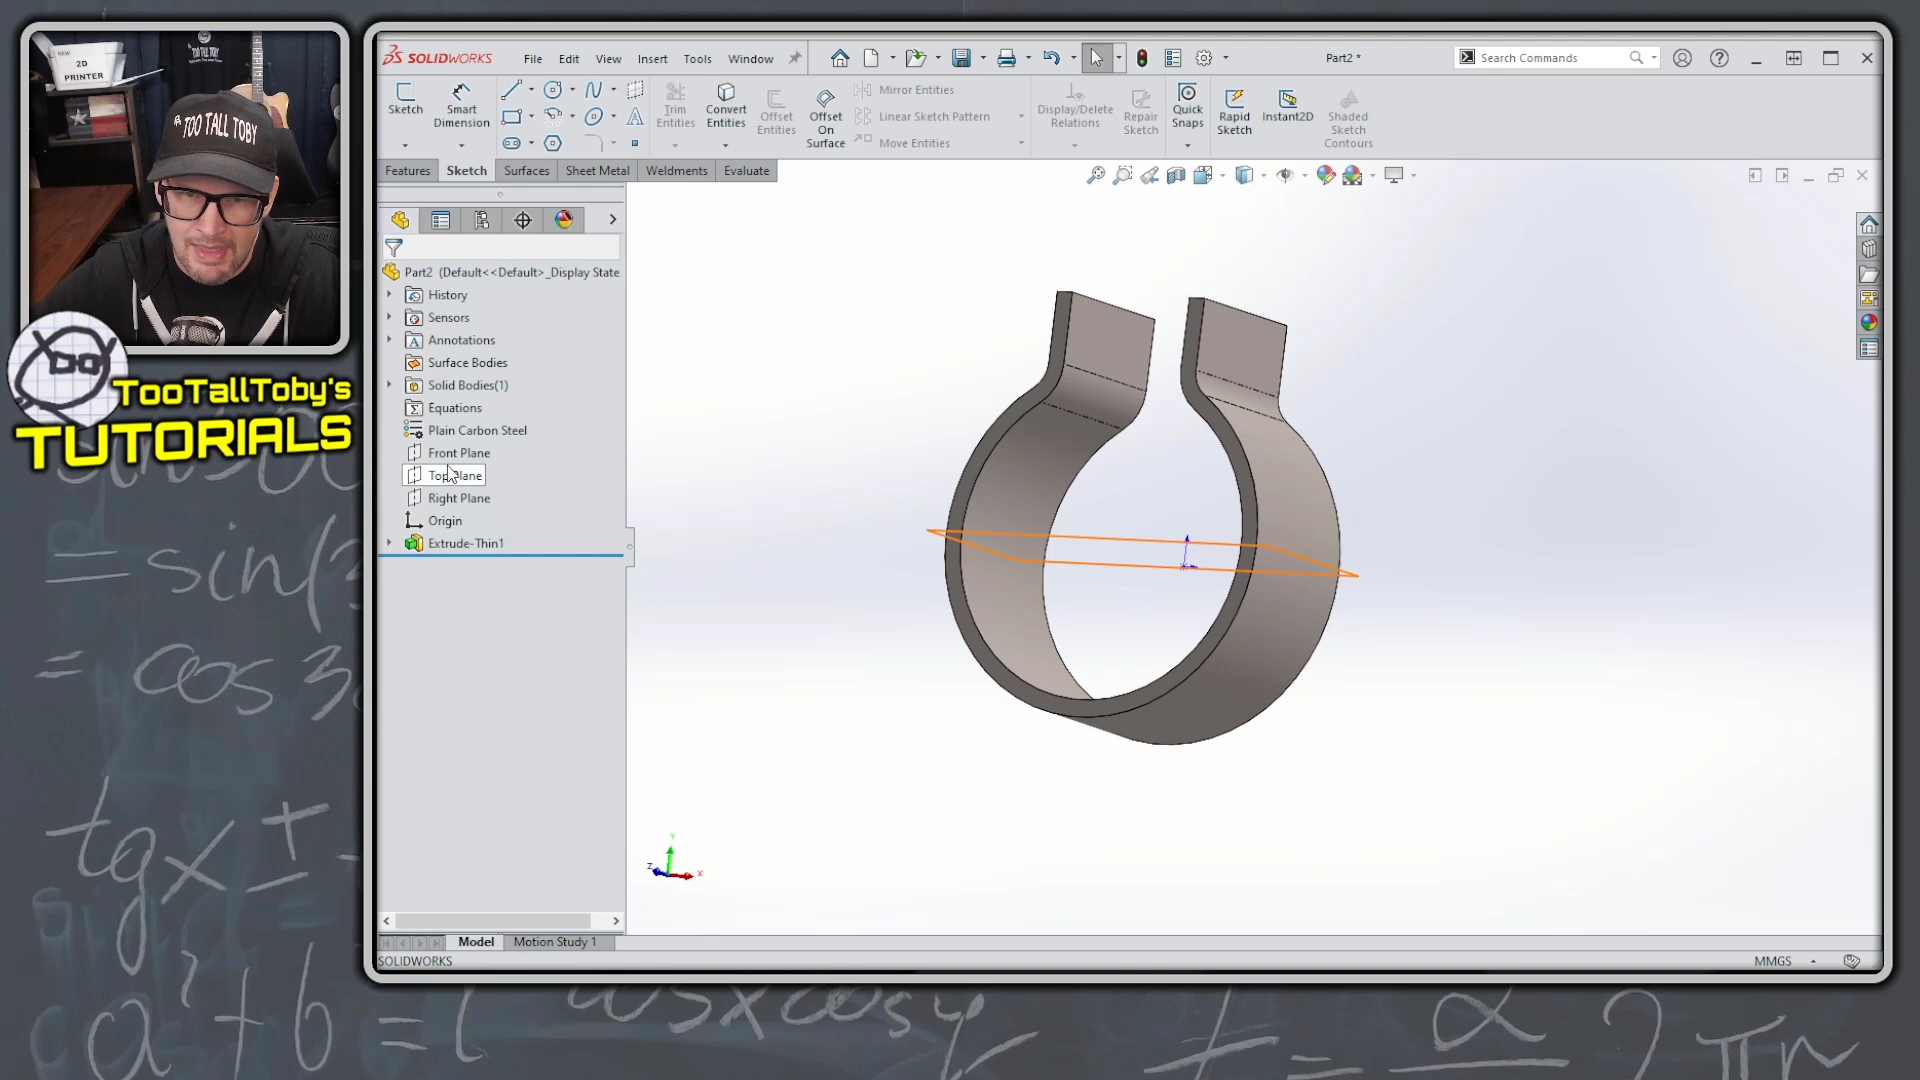 NEW
2D
PRINTER
TOO TALL TOBY
TooTallToby's
TUTORIALS
SOLIDWORKS
File Edit View Insert Tools Window
Part2 *
Search Commands
Sketch
Smart
Dimension
Trim
Entities
Convert
Entities
Offset
Entities
Offset
On
Surface
Mirror Entities
Linear Sketch Pattern
Move Entities
Display/Delete
Relations
Repair
Sketch
Quick
Snaps
Rapid
Sketch
Instant2D
Shaded
Sketch
Contours
Features Sketch Surfaces Sheet Metal Weldments Evaluate
Part2 (Default<<Default>_Display State
History
Sensors
Annotations
Surface Bodies
Solid Bodies(1)
Equations
Plain Carbon Steel
Front Plane
Top Plane
Right Plane
Origin
Extrude-Thin1
Y
Z
X
Model Motion Study 1
SOLIDWORKS
MMGS
= sin(
= cos 3
tgx ±
a²+b=c
cosxcosy